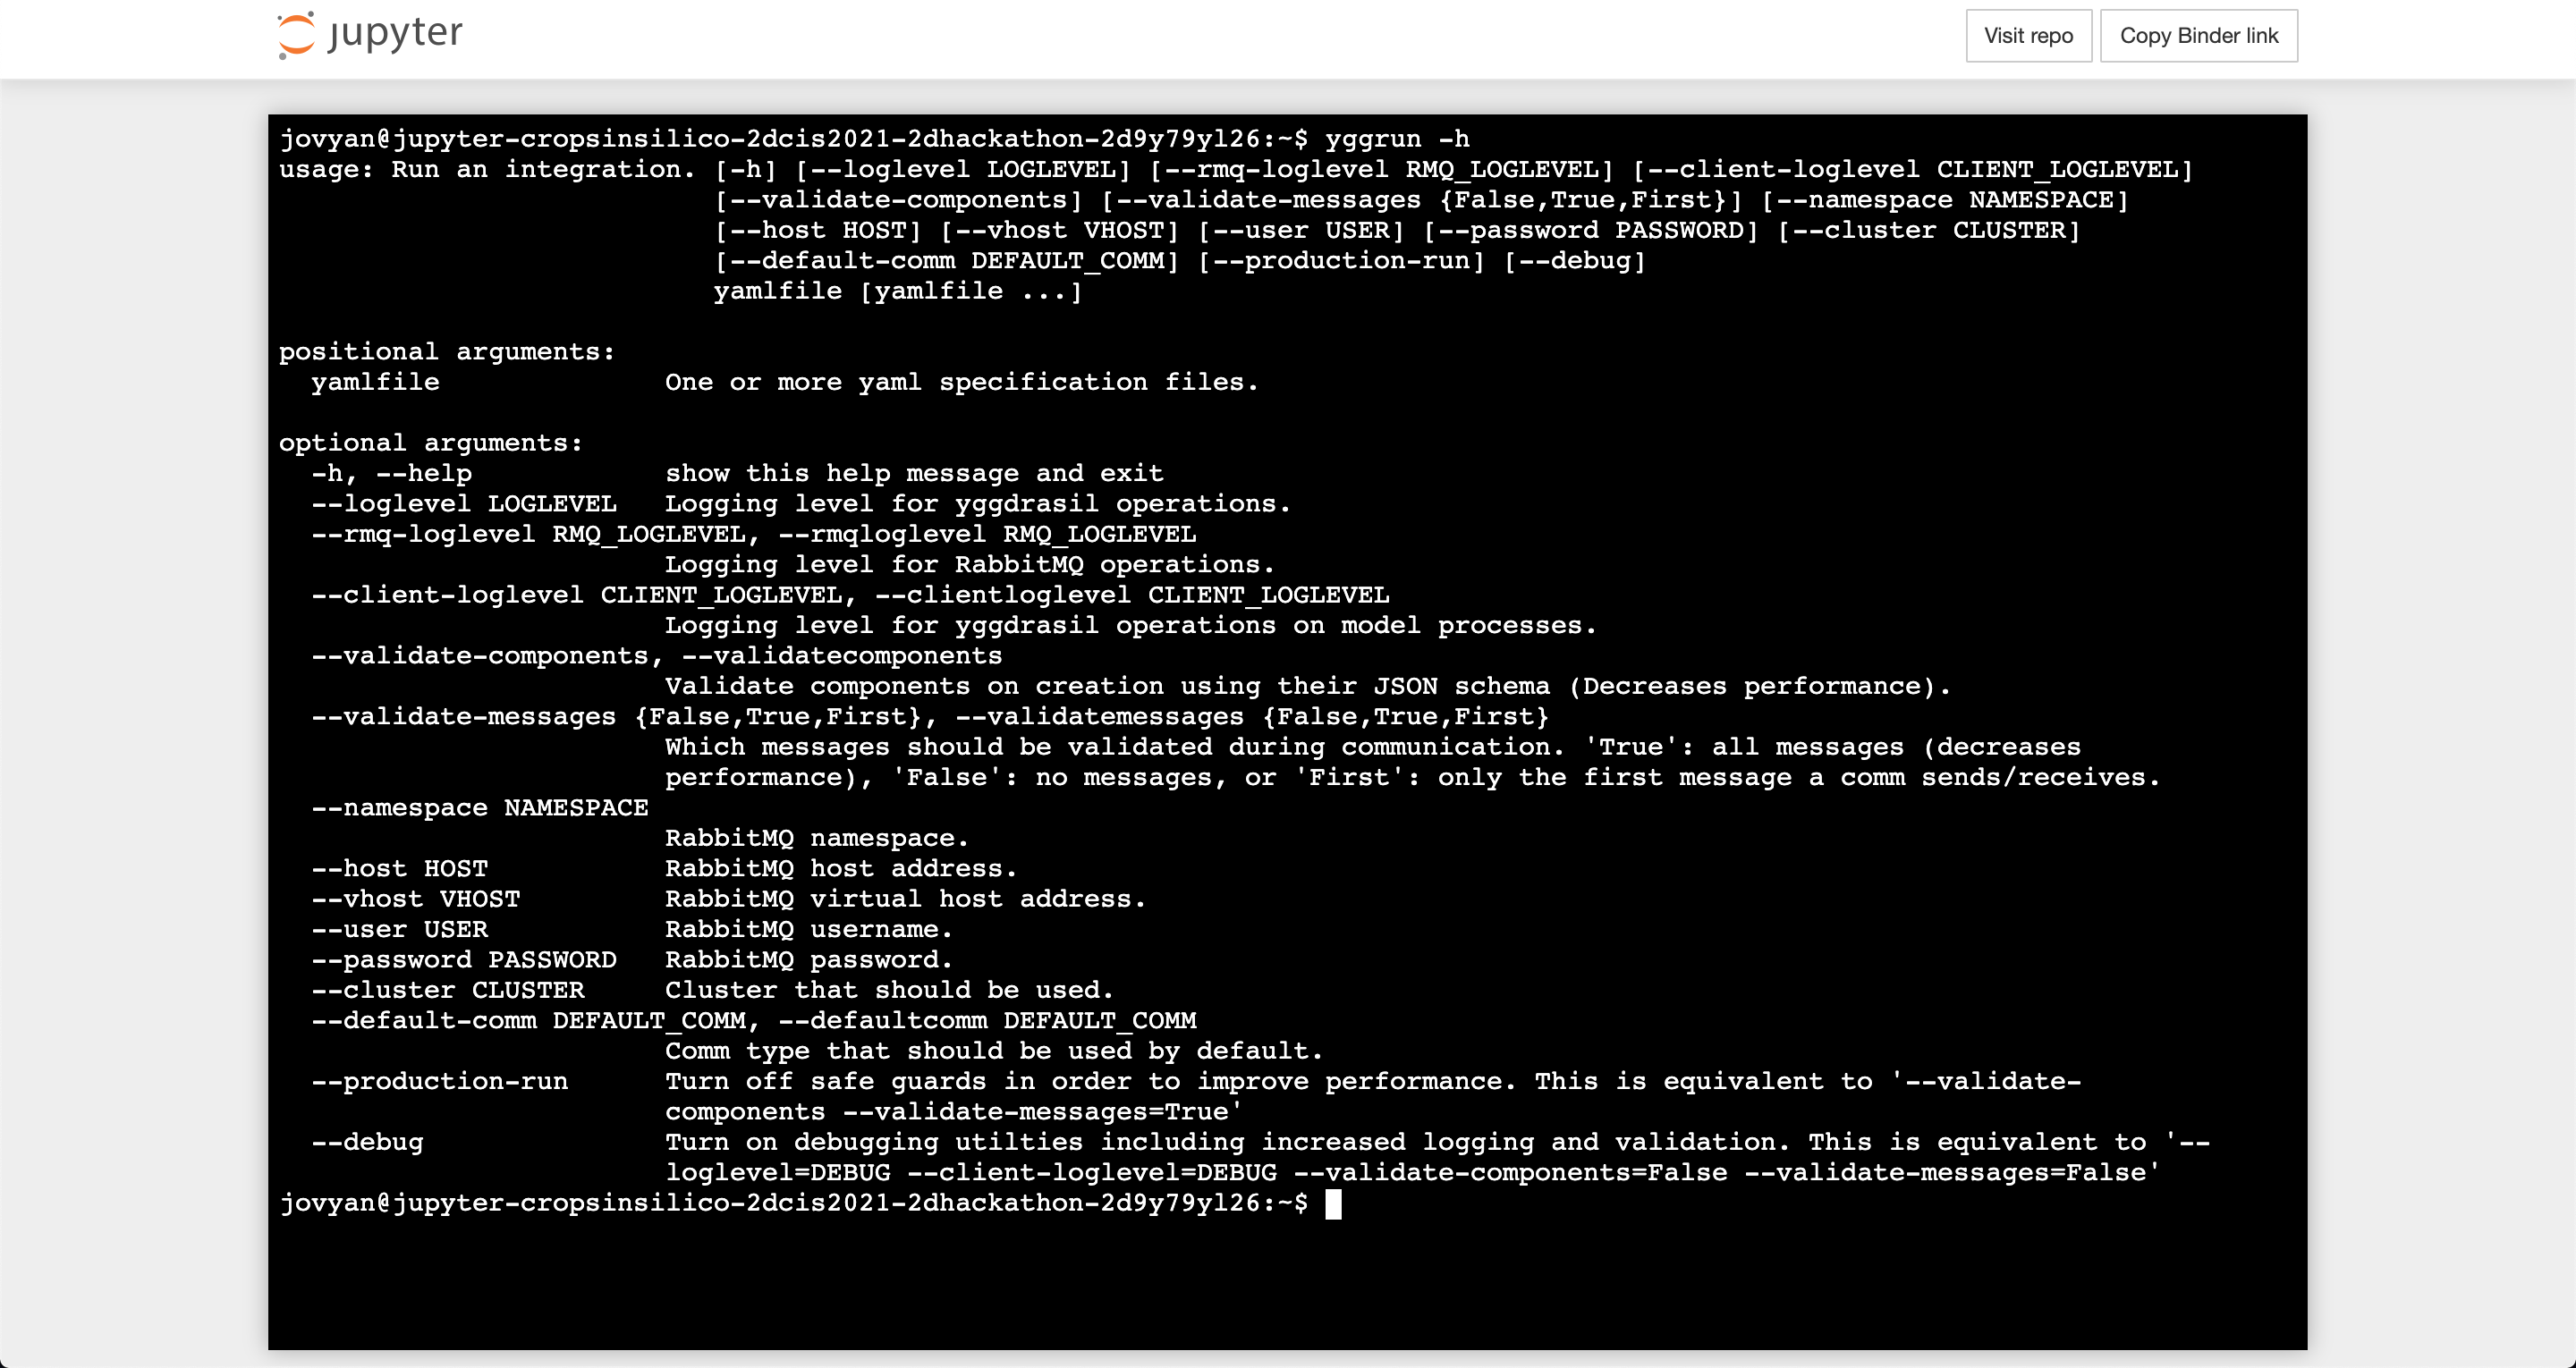 jupyter
Visit repo
Copy Binder link
jovyan@jupyter-cropsinsilico-2dcis2021-2dhackathon-2d9y79yl26:~$ yggrun -h
usage: Run an integration. [-h] [--loglevel LOGLEVEL] [--rmq-loglevel RMQ_LOGLEVEL] [--client-loglevel CLIENT_LOGLEVEL]
[--validate-components] [--validate-messages {False,True,First}] [--namespace NAMESPACE]
[--host HOST] [--vhost VHOST] [--user USER] [--password PASSWORD] [--cluster CLUSTER]
[--default-comm DEFAULT_COMM] [--production-run] [--debug]
yamlfile [yamlfile ...]
positional arguments:
yamlfile One or more yaml specification files.
optional arguments:
-h, --help show this help message and exit
--loglevel LOGLEVEL Logging level for yggdrasil operations.
--rmq-loglevel RMQ_LOGLEVEL, --rmqloglevel RMQ_LOGLEVEL
Logging level for RabbitMQ operations.
--client-loglevel CLIENT_LOGLEVEL, --clientloglevel CLIENT_LOGLEVEL
Logging level for yggdrasil operations on model processes.
--validate-components, --validatecomponents
Validate components on creation using their JSON schema (Decreases performance).
--validate-messages {False,True,First}, --validatemessages {False,True,First}
Which messages should be validated during communication. 'True': all messages (decreases
performance), 'False': no messages, or 'First': only the first message a comm sends/receives.
--namespace NAMESPACE
RabbitMQ namespace.
--host HOST RabbitMQ host address.
--vhost VHOST RabbitMQ virtual host address.
--user USER RabbitMQ username.
--password PASSWORD RabbitMQ password.
--cluster CLUSTER Cluster that should be used.
--default-comm DEFAULT_COMM, --defaultcomm DEFAULT_COMM
Comm type that should be used by default.
--production-run Turn off safe guards in order to improve performance. This is equivalent to '--validate-
components --validate-messages=True'
--debug Turn on debugging utilties including increased logging and validation. This is equivalent to '--
loglevel=DEBUG --client-loglevel=DEBUG --validate-components=False --validate-messages=False'
jovyan@jupyter-cropsinsilico-2dcis2021-2dhackathon-2d9y79yl26:~$